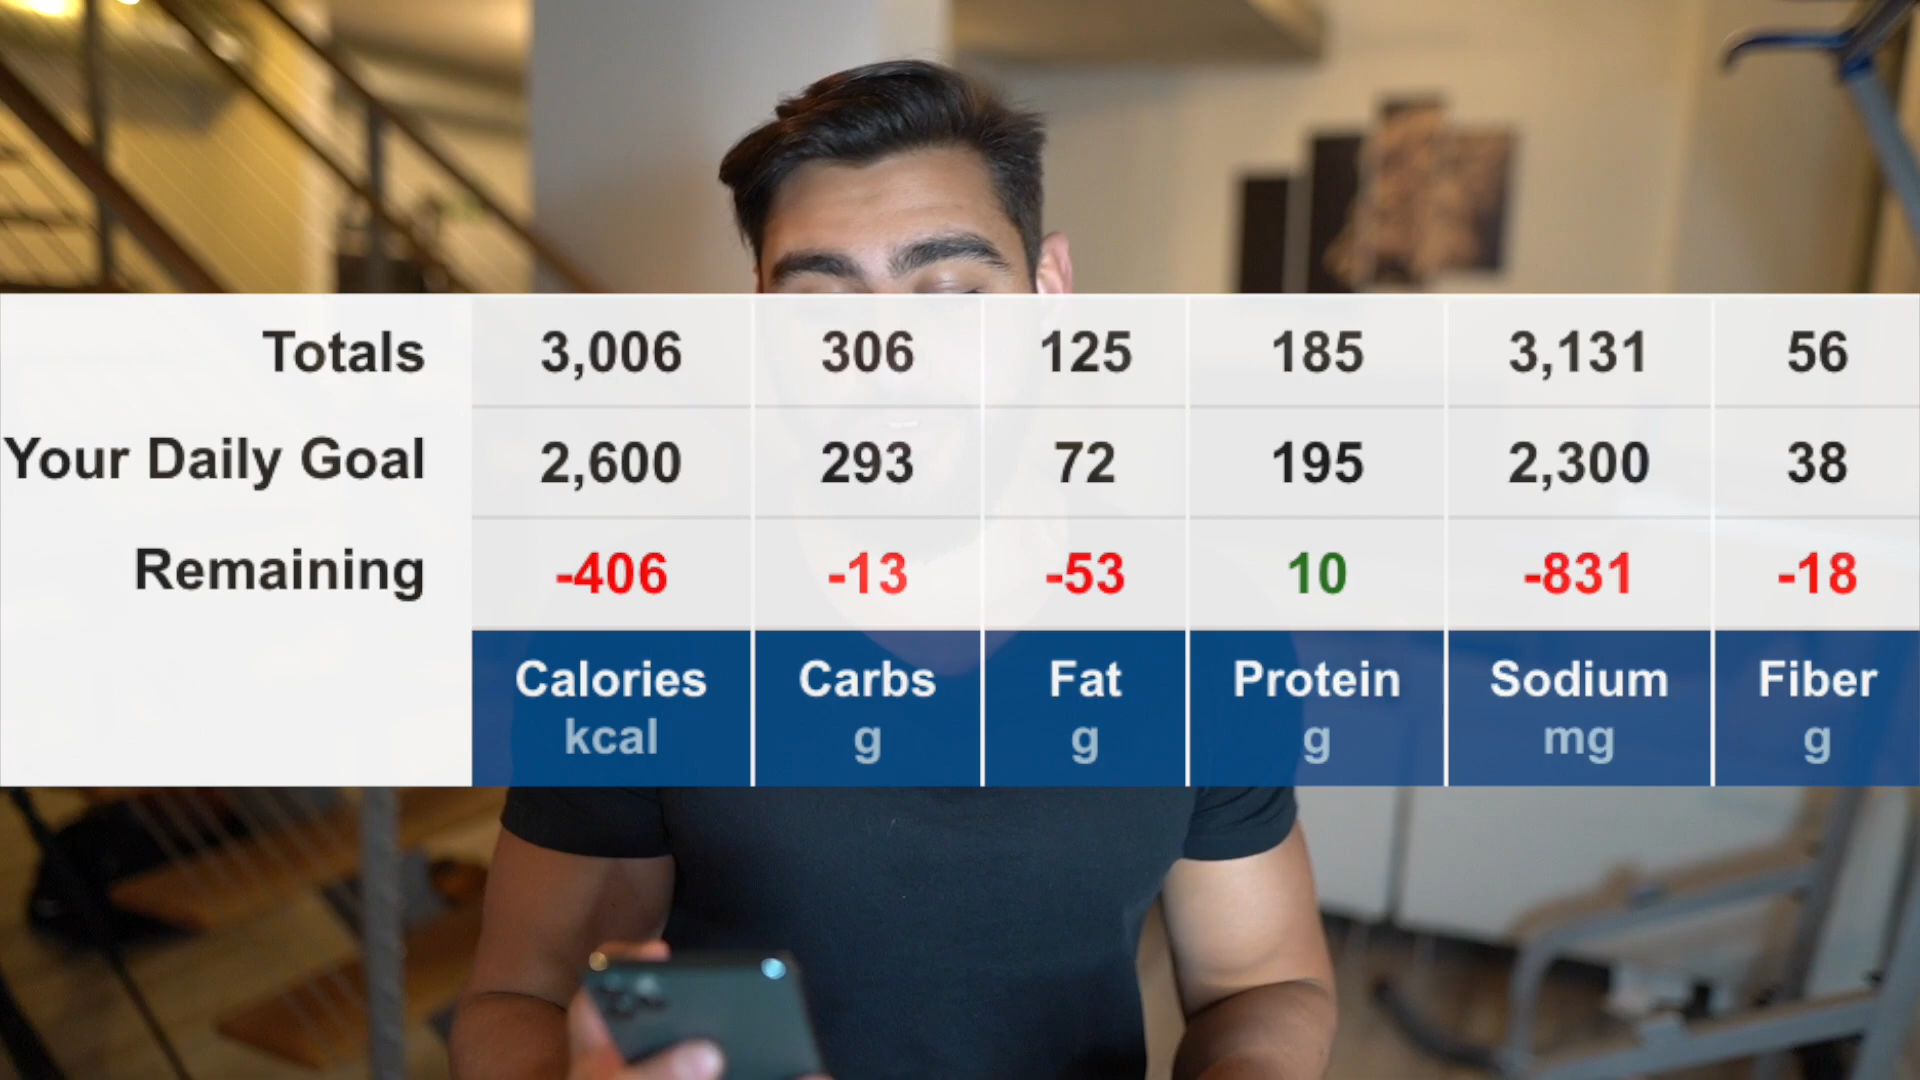 Totals 3,006 306 125 185 3,131 56
Your Daily Goal 2,600 293 72 195 2,300 38
Remaining -406 -13 -53 10 -831 -18
Calories Carbs Fat Protein Sodium Fiber
kcal g g g mg g